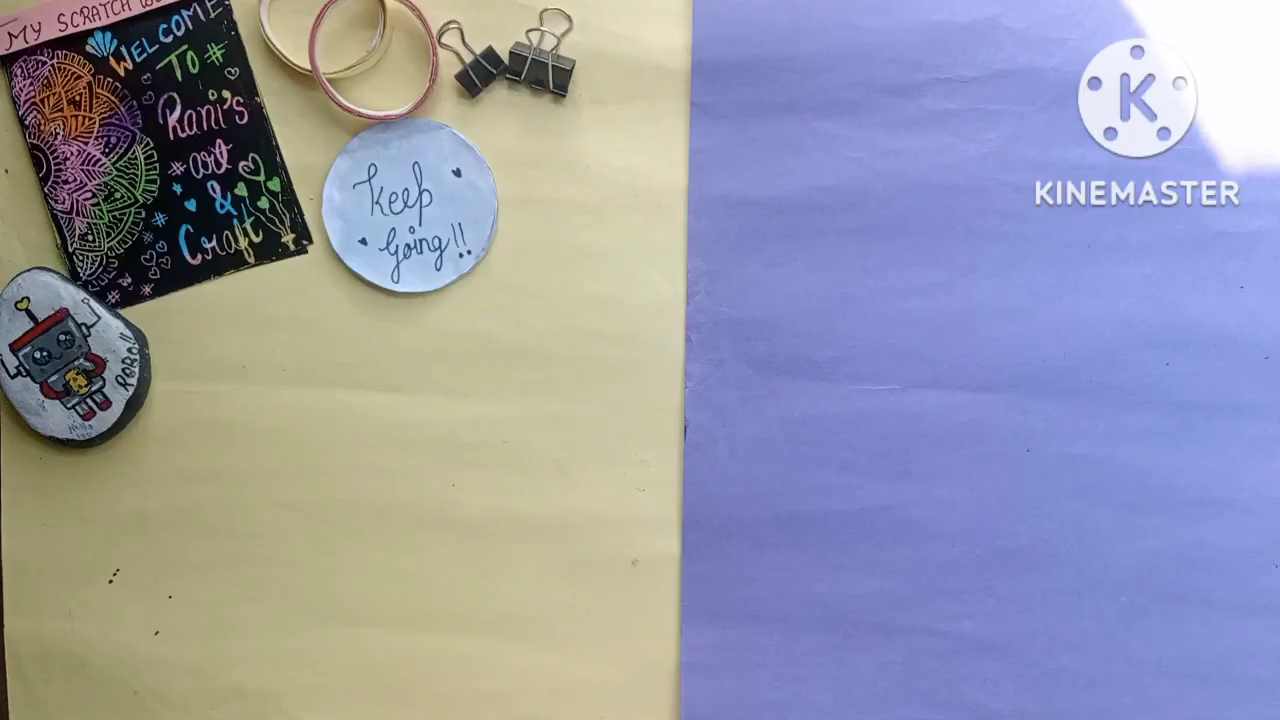 MY SCRATCH
WELCOME
TO #
Rani's
#art
&
Craft
Keep
Going!!
ROBO!!
KINEMASTER